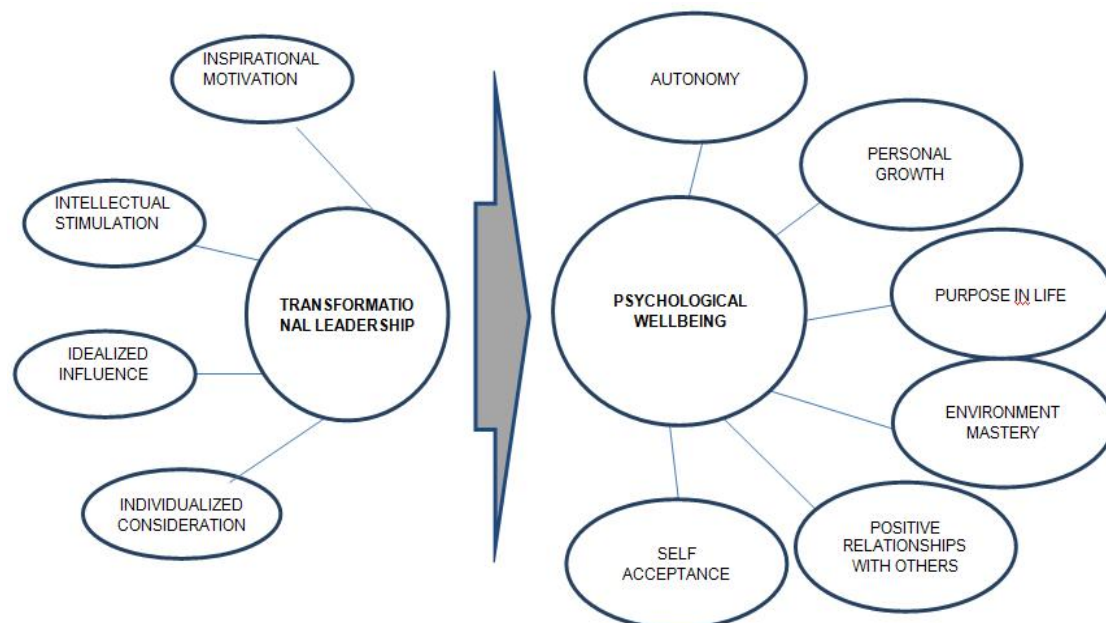 INSPIRATIONAL
MOTIVATION
INTELLECTUAL
STIMULATION
IDEALIZED
INFLUENCE
INDIVIDUALIZED
CONSIDERATION
TRANSFORMATIO
NAL LEADERSHIP
PSYCHOLOGICAL
WELLBEING
AUTONOMY
PERSONAL
GROWTH
PURPOSE IN LIFE
ENVIRONMENT
MASTERY
POSITIVE
RELATIONSHIPS
WITH OTHERS
SELF
ACCEPTANCE